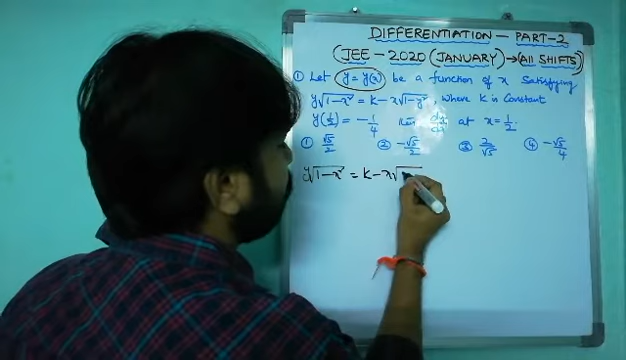 DIFFERENTIATION - PART-2
(JEE-2020 (JANUARY) → (All SHIFTS)
① Let y = y(x) be a function of x Satisfying
y√1-x² = k - x√1-y², where K is Constant
y(1/2) = -1/4 dy/dx at x = 1/2.
① √5/2 ② -√5/2 ③ 2/√5 ④ -√5/4
y√1-x² = k - x√